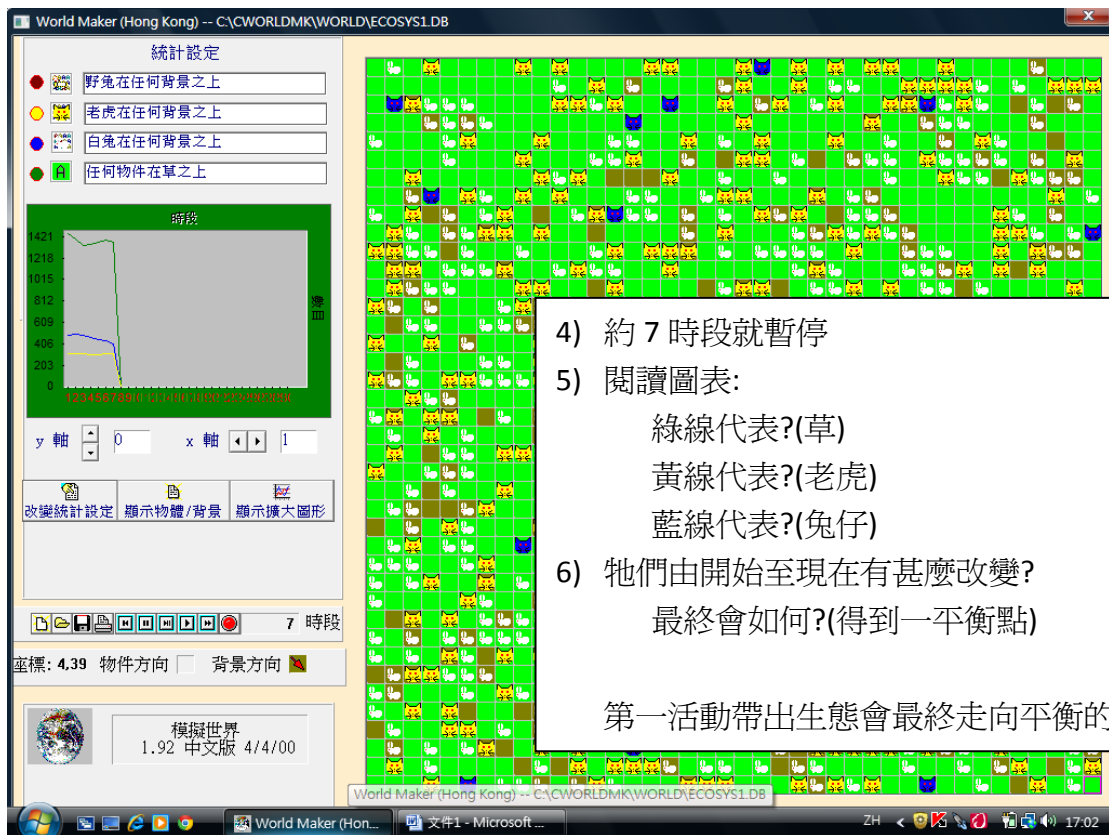 World Maker (Hong Kong) -- C:\CWORLDMK\WORLD\ECOSYS1.DB
統計設定
野兔在任何背景之上
老虎在任何背景之上
白兔在任何背景之上
A 任何物件在草之上
時段
1421
1218
1015
812
609
406
203
0
數量
y 軸 0 x 軸 1
改變統計設定 顯示物體/背景 顯示擴大圖形
7 時段
座標: 4,39 物件方向 背景方向
模擬世界
1.92 中文版 4/4/00
4) 約 7 時段就暫停
5) 閱讀圖表:
綠線代表?(草)
黃線代表?(老虎)
藍線代表?(兔仔)
6) 牠們由開始至現在有甚麼改變?
最終會如何?(得到一平衡點)
第一活動帶出生態會最終走向平衡的
World Maker (Hong Kong) -- C:\CWORLDMK\WORLD\ECOSYS1.DB
World Maker (Hon... 文件1 - Microsoft ... ZH 17:02